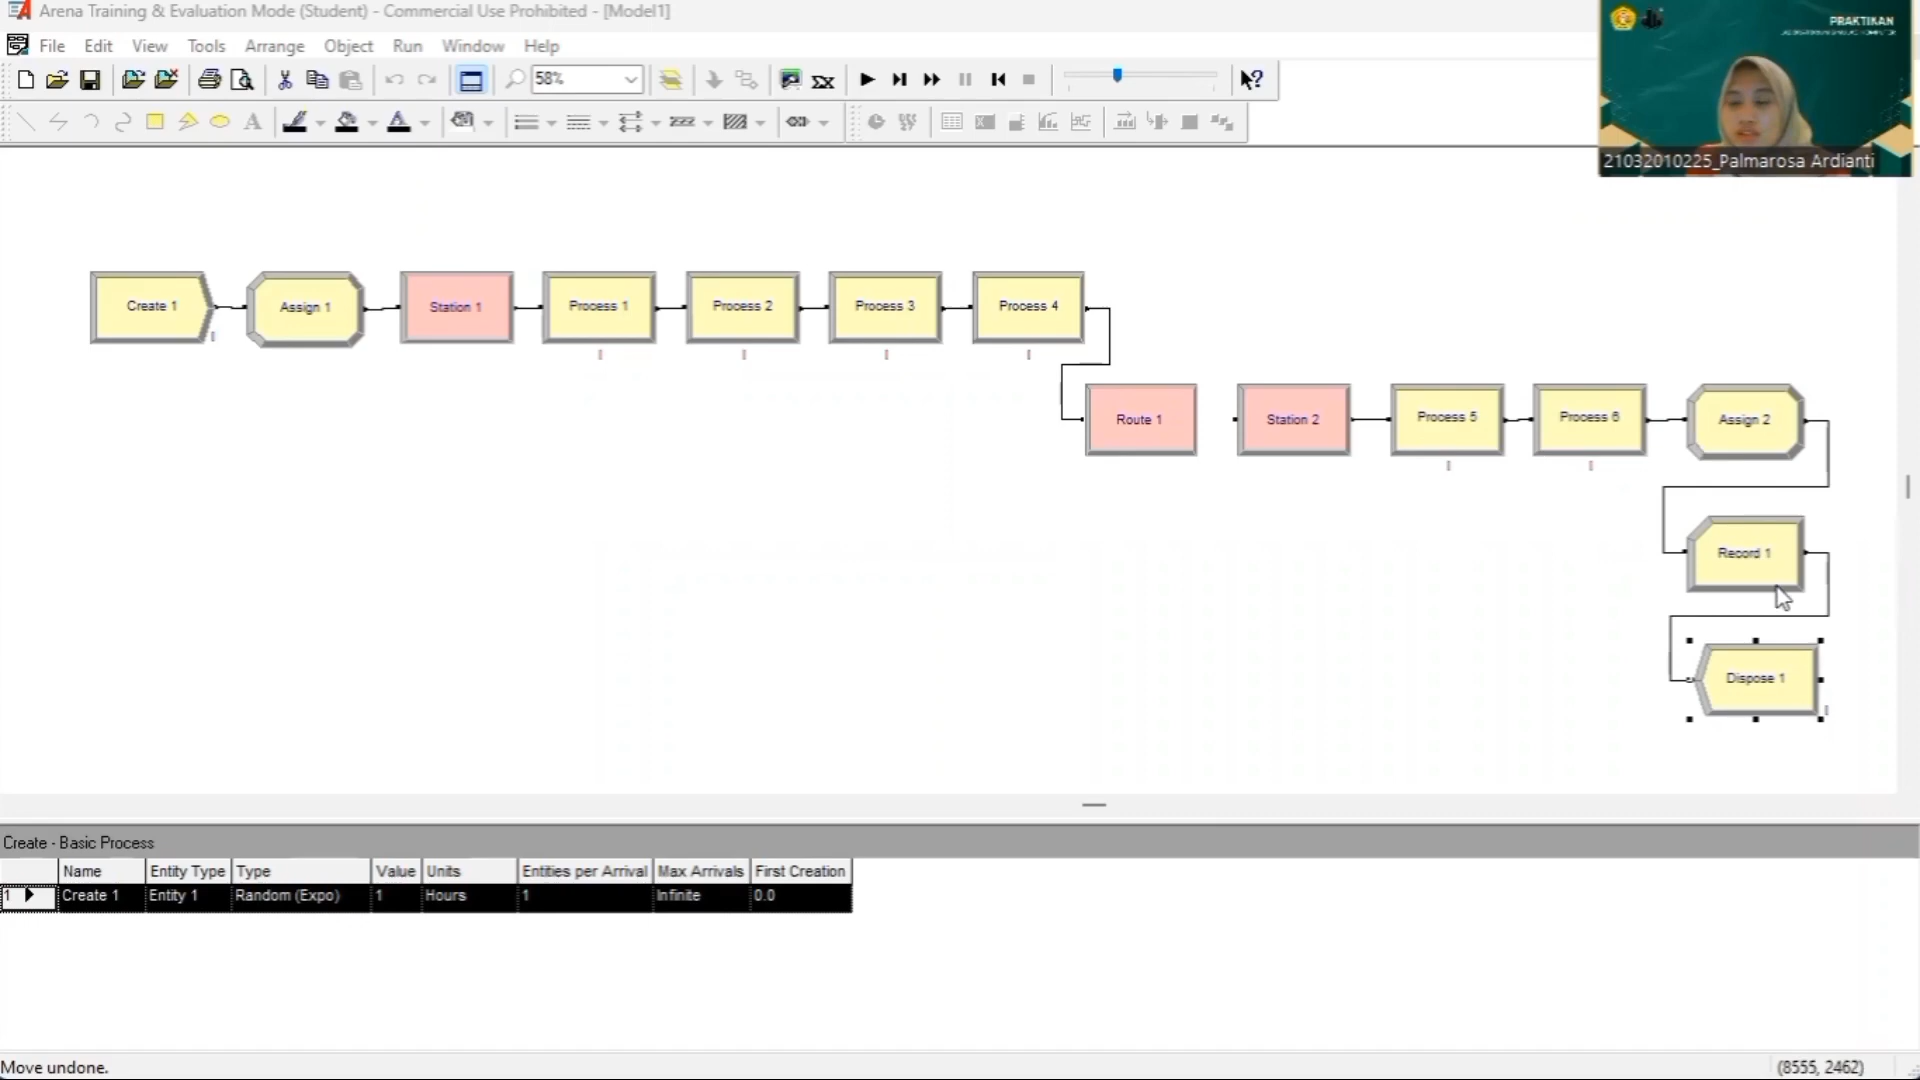 Arena Training & Evaluation Mode (Student) - Commercial Use Prohibited - [Model1]
File Edit View Tools Arrange Object Run Window Help
58%
PRAKTIKAN
21032010225_Palmarosa Ardianti
Create 1
Assign 1
Station 1
Process 1
Process 2
Process 3
Process 4
Route 1
Station 2
Process 5
Process 6
Assign 2
Record 1
Dispose 1
Create - Basic Process
Name Entity Type Type Value Units Entities per Arrival Max Arrivals First Creation
1 Create 1 Entity 1 Random (Expo) 1 Hours 1 Infinite 0.0
Move undone.
(8555, 2462)